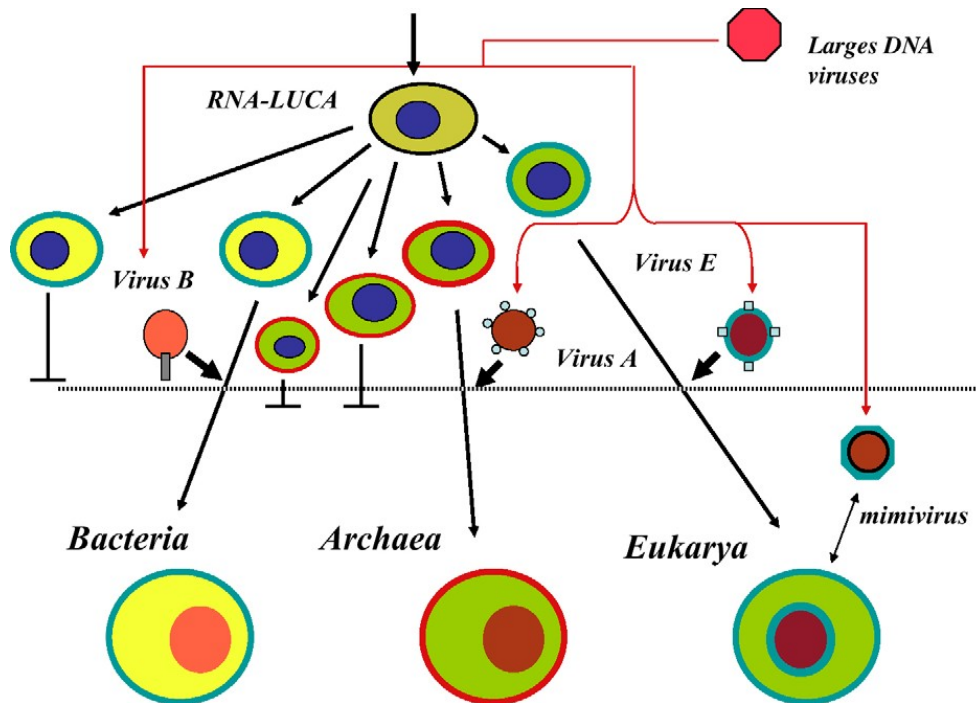 Larges DNA
viruses
RNA-LUCA
Virus B
Virus E
Virus A
mimivirus
Bacteria
Archaea
Eukarya